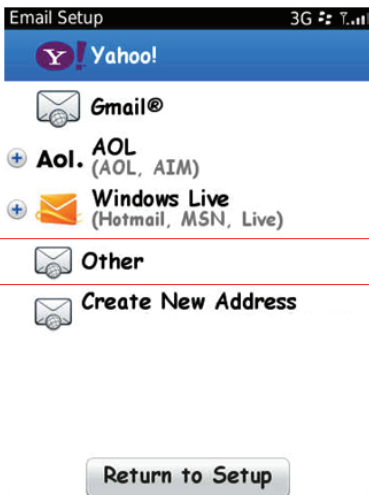 Email Setup 3G
Y! Yahoo!
Gmail®
Aol. AOL
(AOL, AIM)
Windows Live
(Hotmail, MSN, Live)
Other
Create New Address
Return to Setup